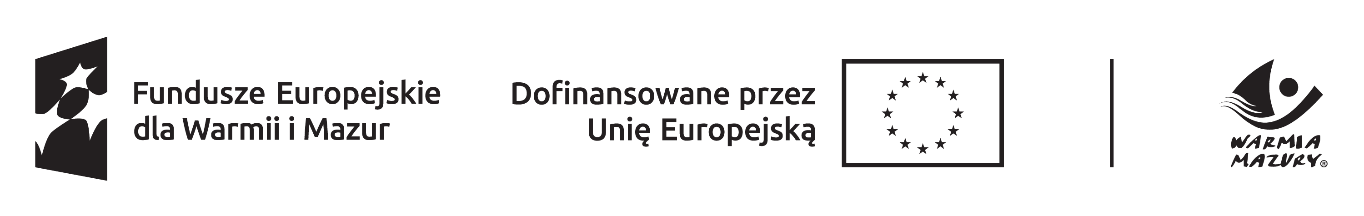 Fundusze Europejskie
dla Warmii i Mazur
Dofinansowane przez
Unię Europejską
WARMIA
MAZURY®